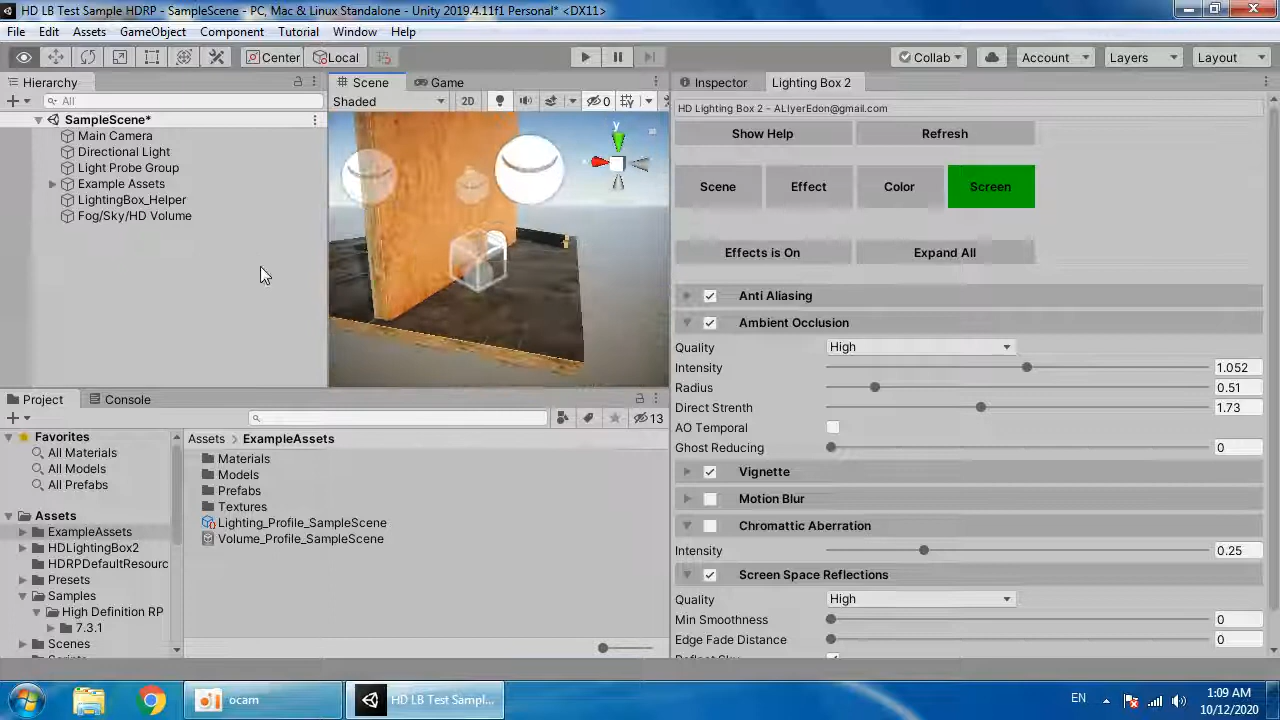 HD LB Test Sample HDRP - SampleScene - PC, Mac & Linux Standalone - Unity 2019.4.11f1 Personal* <DX11>
File Edit Assets GameObject Component Tutorial Window Help
Center Local Collab Account Layers Layout
Hierarchy
All
SampleScene*
Main Camera
Directional Light
Light Probe Group
Example Assets
LightingBox_Helper
Fog/Sky/HD Volume
Scene Game
Shaded 2D 0
y
Inspector Lighting Box 2
HD Lighting Box 2 - ALIyerEdon@gmail.com
Show Help Refresh
Scene Effect Color Screen
Effects is On Expand All
Anti Aliasing
Ambient Occlusion
Quality High
Intensity 1.052
Radius 0.51
Direct Strenth 1.73
AO Temporal
Ghost Reducing 0
Vignette
Motion Blur
Chromattic Aberration
Intensity 0.25
Screen Space Reflections
Quality High
Min Smoothness 0
Edge Fade Distance 0
Project Console
13
Favorites
All Materials
All Models
All Prefabs
Assets
ExampleAssets
HDLightingBox2
HDRPDefaultResourc
Presets
Samples
High Definition RP
7.3.1
Scenes
Assets > ExampleAssets
Materials
Models
Prefabs
Textures
Lighting_Profile_SampleScene
Volume_Profile_SampleScene
ocam HD LB Test Sampl... EN 1:09 AM
10/12/2020